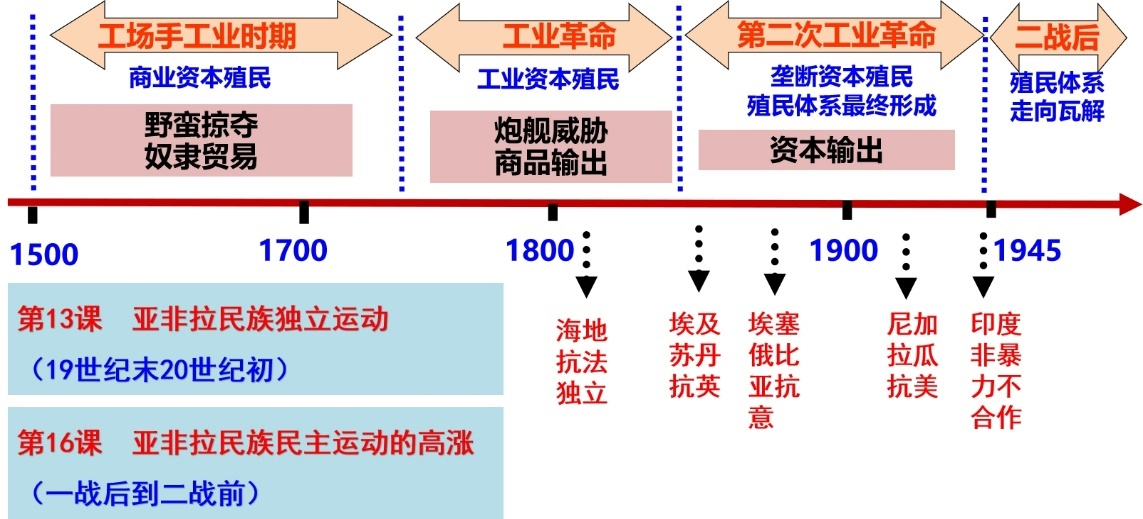 工场手工业时期
工业革命
第二次工业革命
二战后
商业资本殖民
工业资本殖民
垄断资本殖民
殖民体系最终形成
殖民体系
走向瓦解
野蛮掠夺
奴隶贸易
炮舰威胁
商品输出
资本输出
1500
1700
1800
1900
1945
第13课 亚非拉民族独立运动
（19世纪末20世纪初）
第16课 亚非拉民族民主运动的高涨
（一战后到二战前）
海地
抗法
独立
埃及
苏丹
抗英
埃塞
俄比
亚抗
意
尼加
拉瓜
抗美
印度
非暴
力不
合作